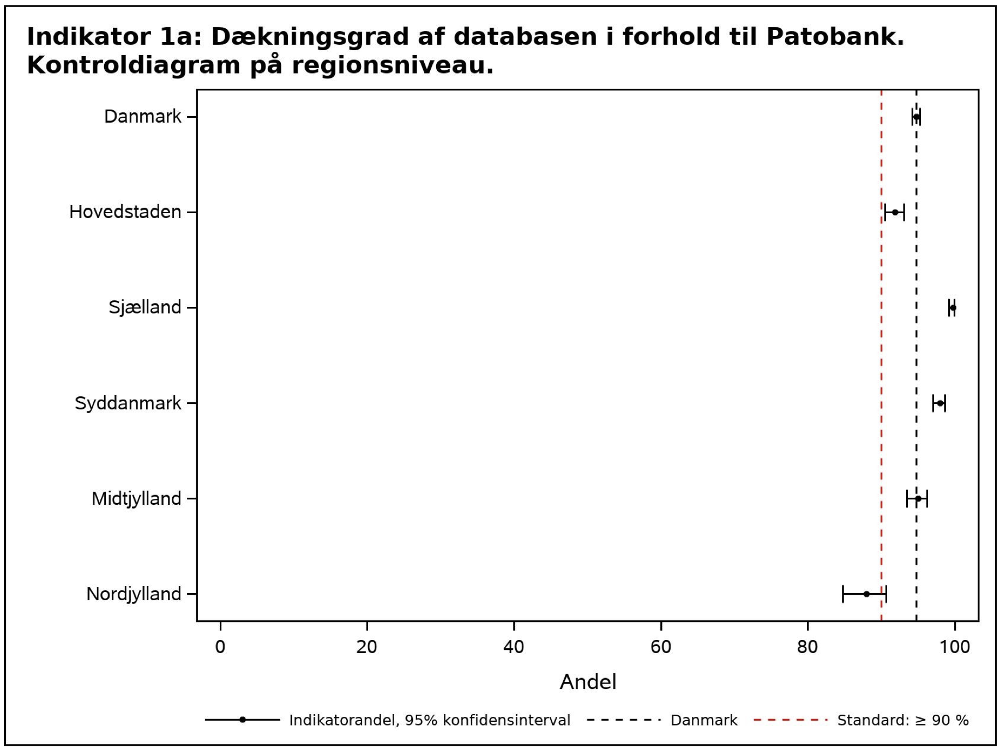 Indikator 1a: Dækningsgrad af databasen i forhold til Patobank.
Kontroldiagram på regionsniveau.
Danmark
Hovedstaden
Sjælland
Syddanmark
Midtjylland
Nordjylland
0 20 40 60 80 100
Andel
Indikatorandel, 95% konfidensinterval Danmark Standard: ≥ 90 %